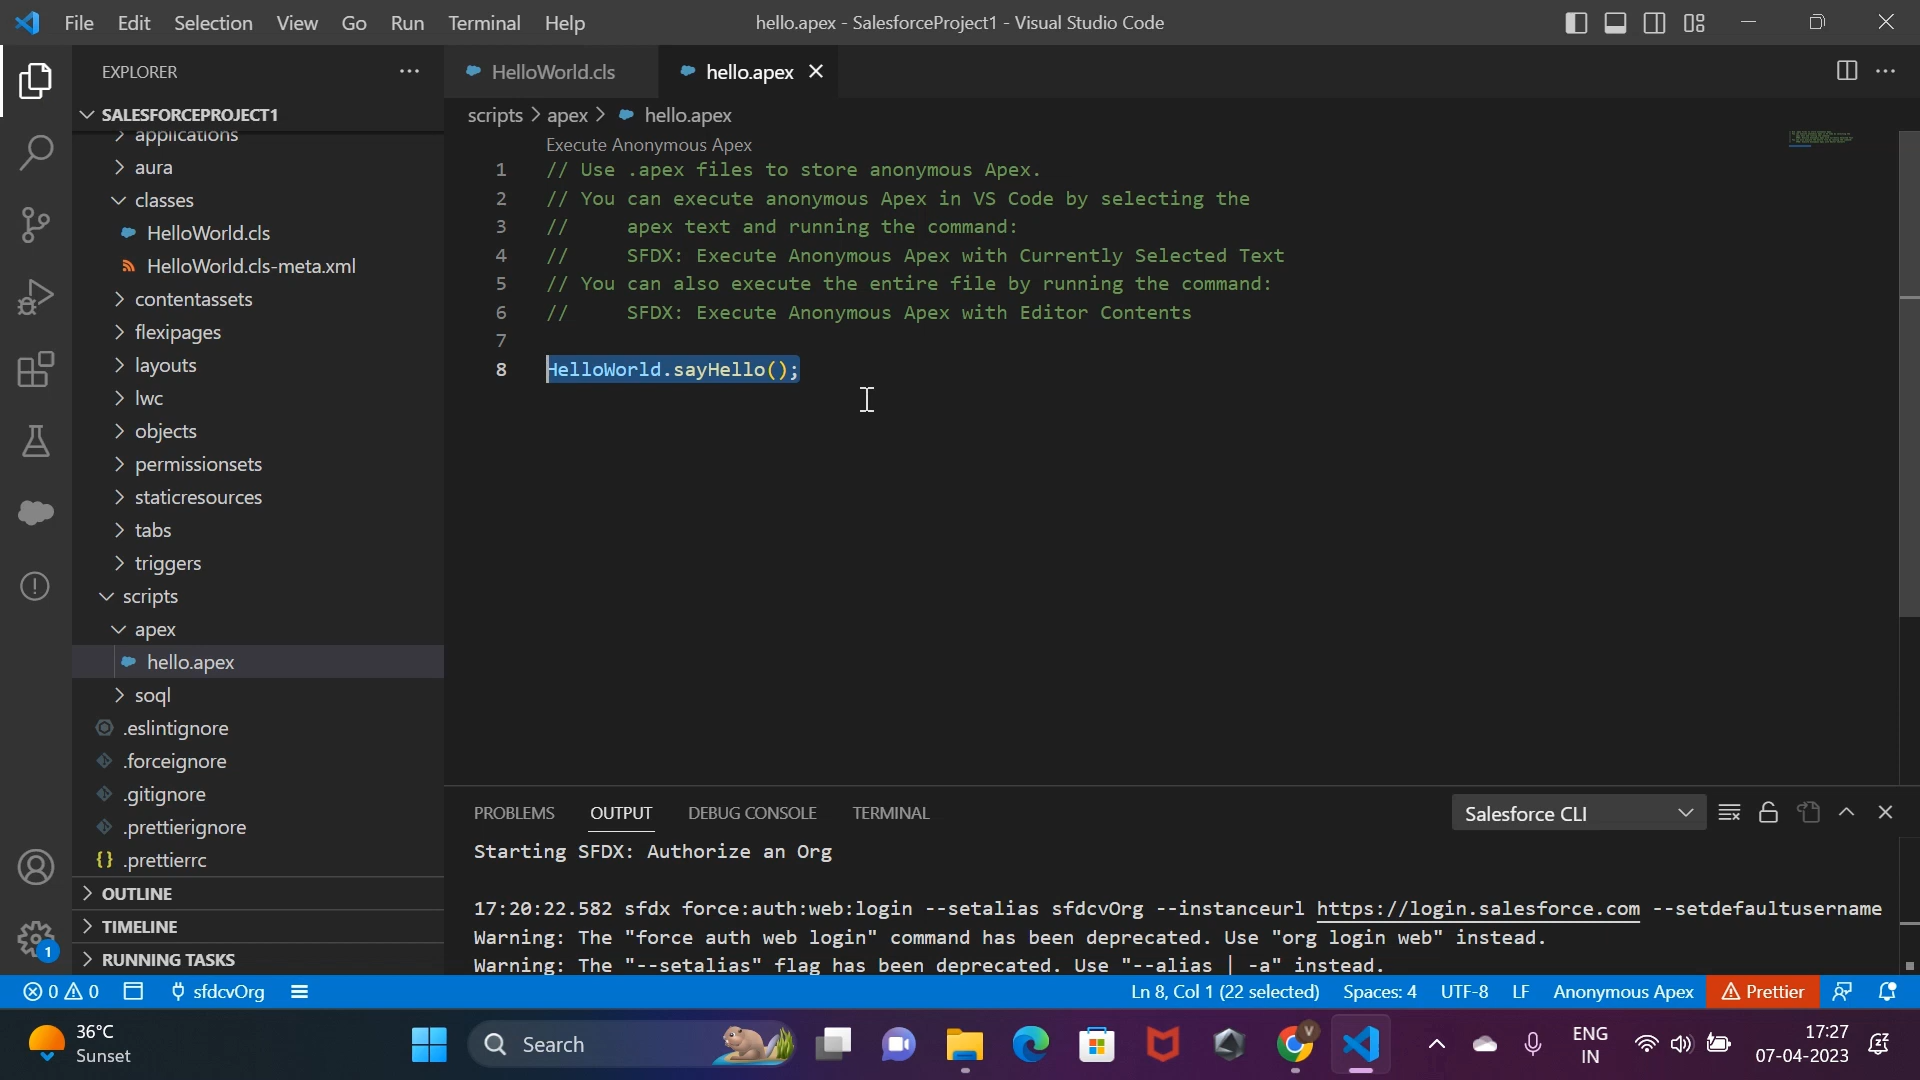 File Edit Selection View Go Run Terminal Help hello.apex - SalesforceProject1 - Visual Studio Code
EXPLORER
SALESFORCEPROJECT1
applications
aura
classes
HelloWorld.cls
HelloWorld.cls-meta.xml
contentassets
flexipages
layouts
lwc
objects
permissionsets
staticresources
tabs
triggers
scripts
apex
hello.apex
soql
.eslintignore
.forceignore
.gitignore
.prettierignore
.prettierrc
OUTLINE
TIMELINE
RUNNING TASKS
HelloWorld.cls hello.apex
scripts > apex > hello.apex
Execute Anonymous Apex
1 // Use .apex files to store anonymous Apex.
2 // You can execute anonymous Apex in VS Code by selecting the
3 // apex text and running the command:
4 // SFDX: Execute Anonymous Apex with Currently Selected Text
5 // You can also execute the entire file by running the command:
6 // SFDX: Execute Anonymous Apex with Editor Contents
7
8 HelloWorld.sayHello();
PROBLEMS OUTPUT DEBUG CONSOLE TERMINAL Salesforce CLI
Starting SFDX: Authorize an Org
17:20:22.582 sfdx force:auth:web:login --setalias sfdcvOrg --instanceurl https://login.salesforce.com --setdefaultusername
Warning: The "force auth web login" command has been deprecated. Use "org login web" instead.
Warning: The "--setalias" flag has been deprecated. Use "--alias | -a" instead.
1
0 0 sfdcvOrg Ln 8, Col 1 (22 selected) Spaces: 4 UTF-8 LF Anonymous Apex Prettier
36°C
Sunset
Search
V
ENG
IN
17:27
07-04-2023